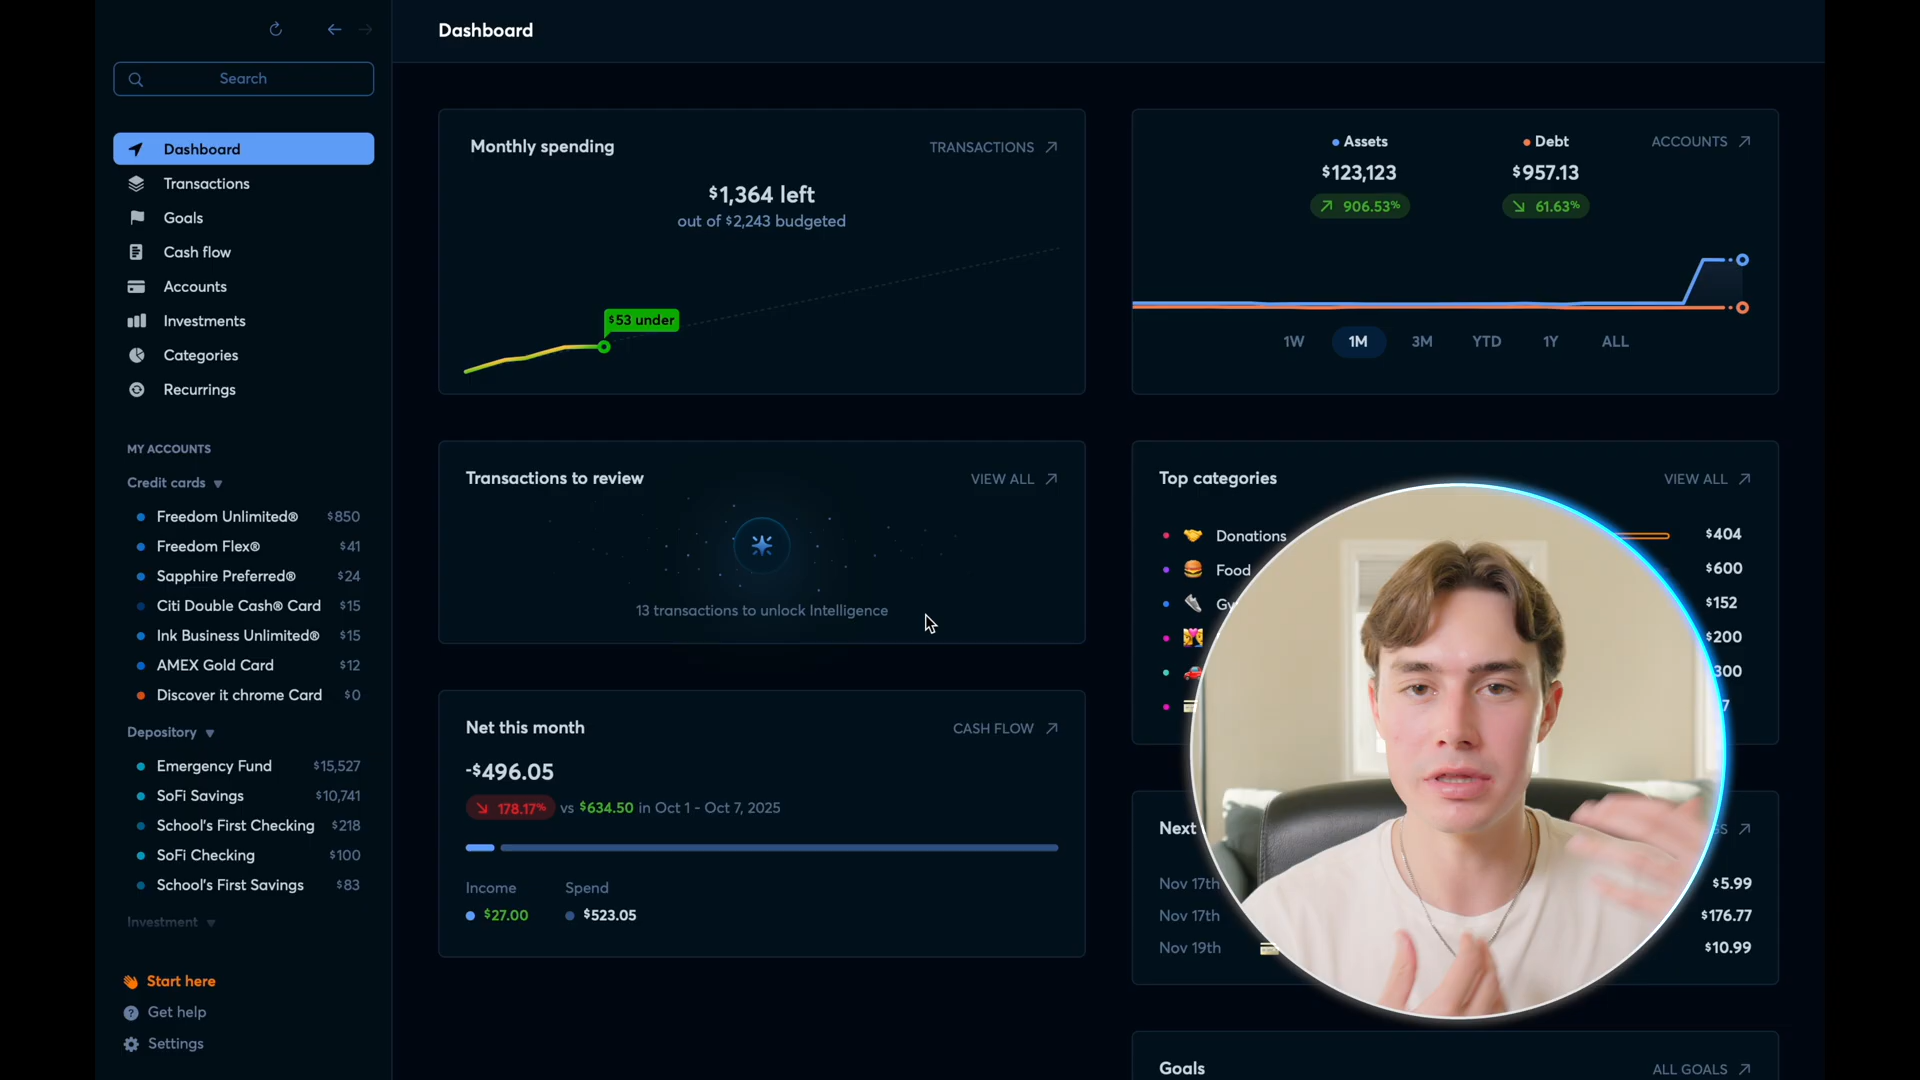 Search
Dashboard
Transactions
Goals
Cash flow
Accounts
Investments
Categories
Recurrings
MY ACCOUNTS
Credit cards
Freedom Unlimited® $850
Freedom Flex® $41
Sapphire Preferred® $24
Citi Double Cash® Card $15
Ink Business Unlimited® $15
AMEX Gold Card $12
Discover it chrome Card $0
Depository
Emergency Fund $15,527
SoFi Savings $10,741
School's First Checking $218
SoFi Checking $100
School's First Savings $83
Investment
Start here
Get help
Settings
Dashboard
Monthly spending
TRANSACTIONS
$1,364 left
out of $2,243 budgeted
$53 under
Assets
$123,123
906.53%
Debt
$957.13
61.63%
ACCOUNTS
1W 1M 3M YTD 1Y ALL
Transactions to review
VIEW ALL
13 transactions to unlock Intelligence
Top categories
VIEW ALL
Donations $404
Food $600
$152
$200
300
7
Net this month
CASH FLOW
-$496.05
178.17% vs $634.50 in Oct 1 - Oct 7, 2025
Income
$27.00
Spend
$523.05
Next
Nov 17th $5.99
Nov 17th $176.77
Nov 19th $10.99
Goals
ALL GOALS